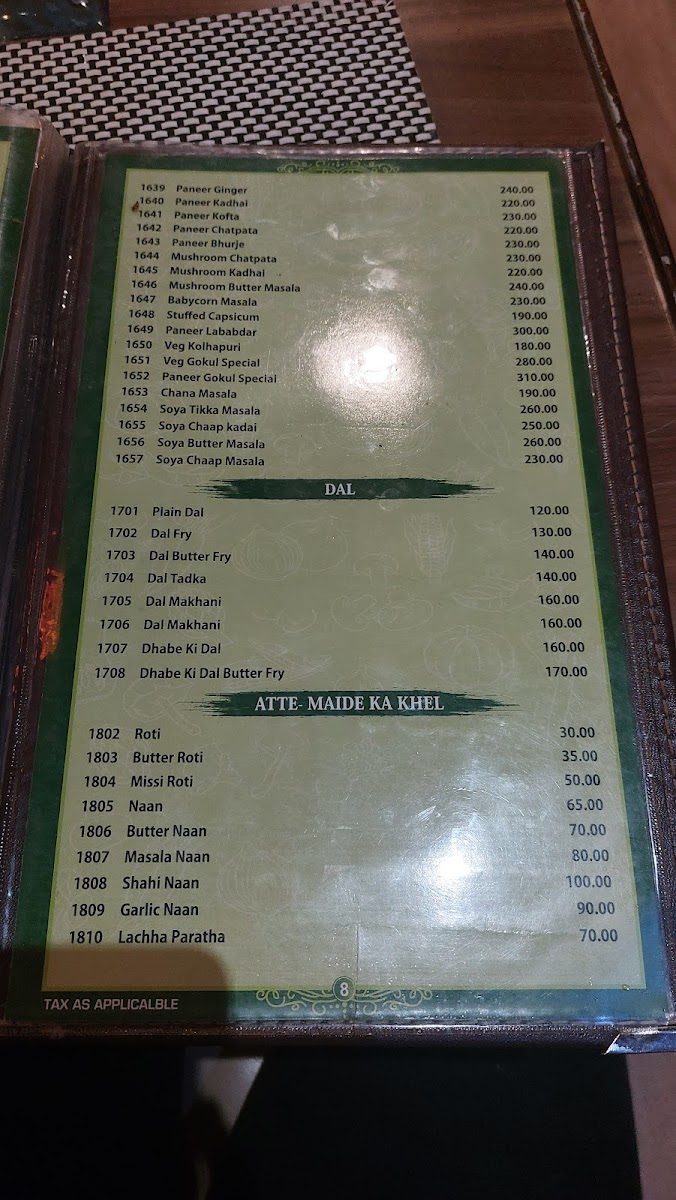 1639 Paneer Ginger 240.00
1640 Paneer Kadhai 220.00
1641 Paneer Kofta 230.00
1642 Paneer Chatpata 220.00
1643 Paneer Bhurje 230.00
1644 Mushroom Chatpata 230.00
1645 Mushroom Kadhai 220.00
1646 Mushroom Butter Masala 240.00
1647 Babycorn Masala 230.00
1648 Stuffed Capsicum 190.00
1649 Paneer Lababdar 300.00
1650 Veg Kolhapuri 180.00
1651 Veg Gokul Special 280.00
1652 Paneer Gokul Special 310.00
1653 Chana Masala 190.00
1654 Soya Tikka Masala 260.00
1655 Soya Chaap kadai 250.00
1656 Soya Butter Masala 260.00
1657 Soya Chaap Masala 230.00
DAL
1701 Plain Dal 120.00
1702 Dal Fry 130.00
1703 Dal Butter Fry 140.00
1704 Dal Tadka 140.00
1705 Dal Makhani 160.00
1706 Dal Makhani 160.00
1707 Dhabe Ki Dal 160.00
1708 Dhabe Ki Dal Butter Fry 170.00
ATTE- MAIDE KA KHEL
1802 Roti 30.00
1803 Butter Roti 35.00
1804 Missi Roti 50.00
1805 Naan 65.00
1806 Butter Naan 70.00
1807 Masala Naan 80.00
1808 Shahi Naan 100.00
1809 Garlic Naan 90.00
1810 Lachha Paratha 70.00
8
TAX AS APPLICALBLE